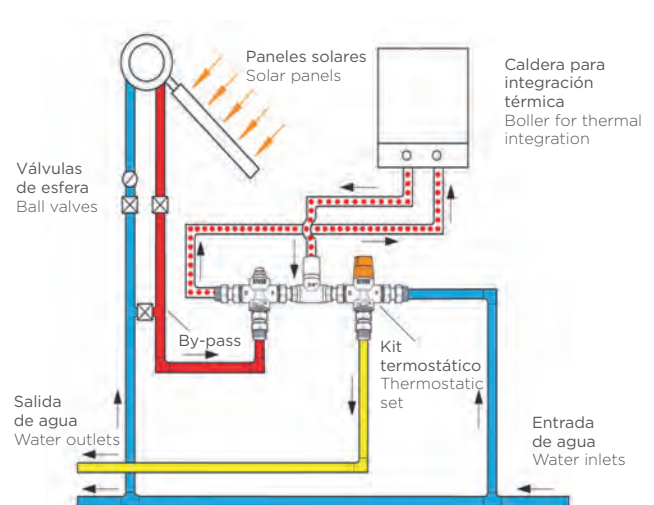 Paneles solares
Solar panels
Caldera para
integración
térmica
Boller for thermal
integration
Válvulas
de esfera
Ball valves
By-pass
Kit
termostático
Thermostatic
set
Salida
de agua
Water outlets
Entrada
de agua
Water inlets